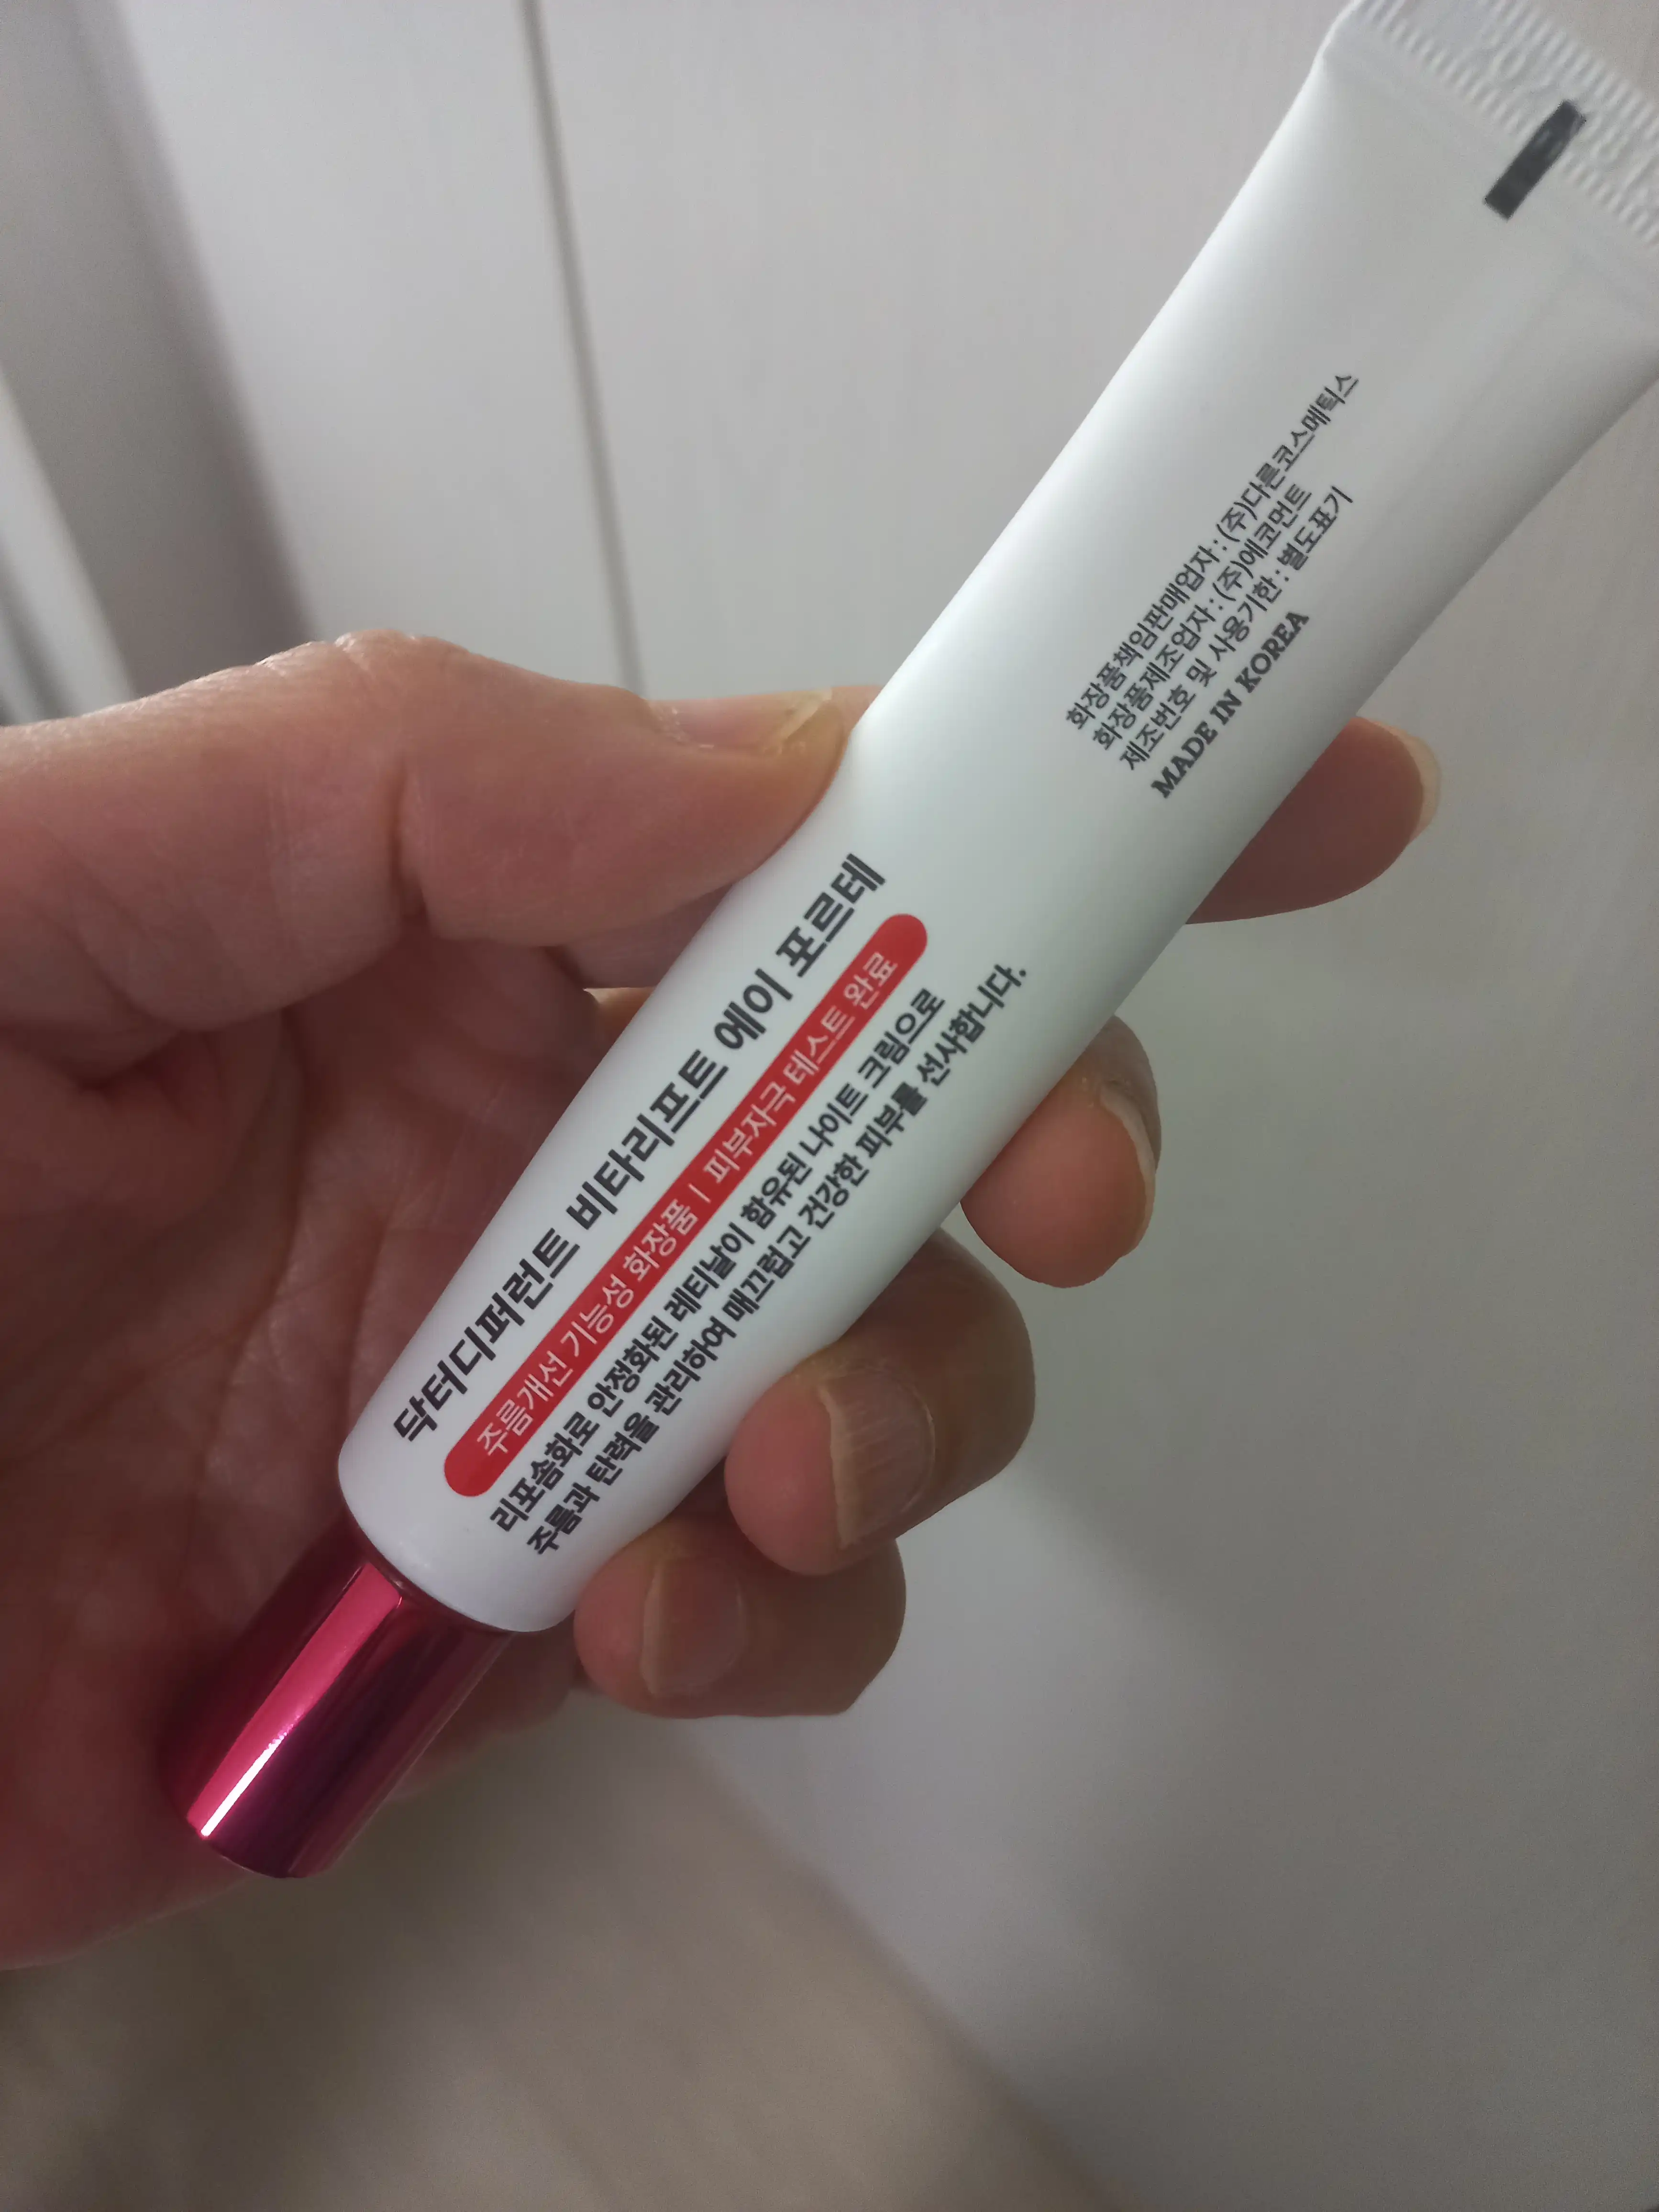 닥터디퍼런트 비타리프트 에이 포르테
주름개선 기능성 화장품 | 피부자극 테스트 완료
리포솜화로 안정화된 레티날이 함유된 나이트 크림으로
주름과 탄력을 관리하여 매끄럽고 건강한 피부를 선사합니다.
화장품책임판매업자 : (주)다른코스메틱스
화장품제조업자 : (주)에코먼트
제조번호 및 사용기한 : 별도표기
MADE IN KOREA